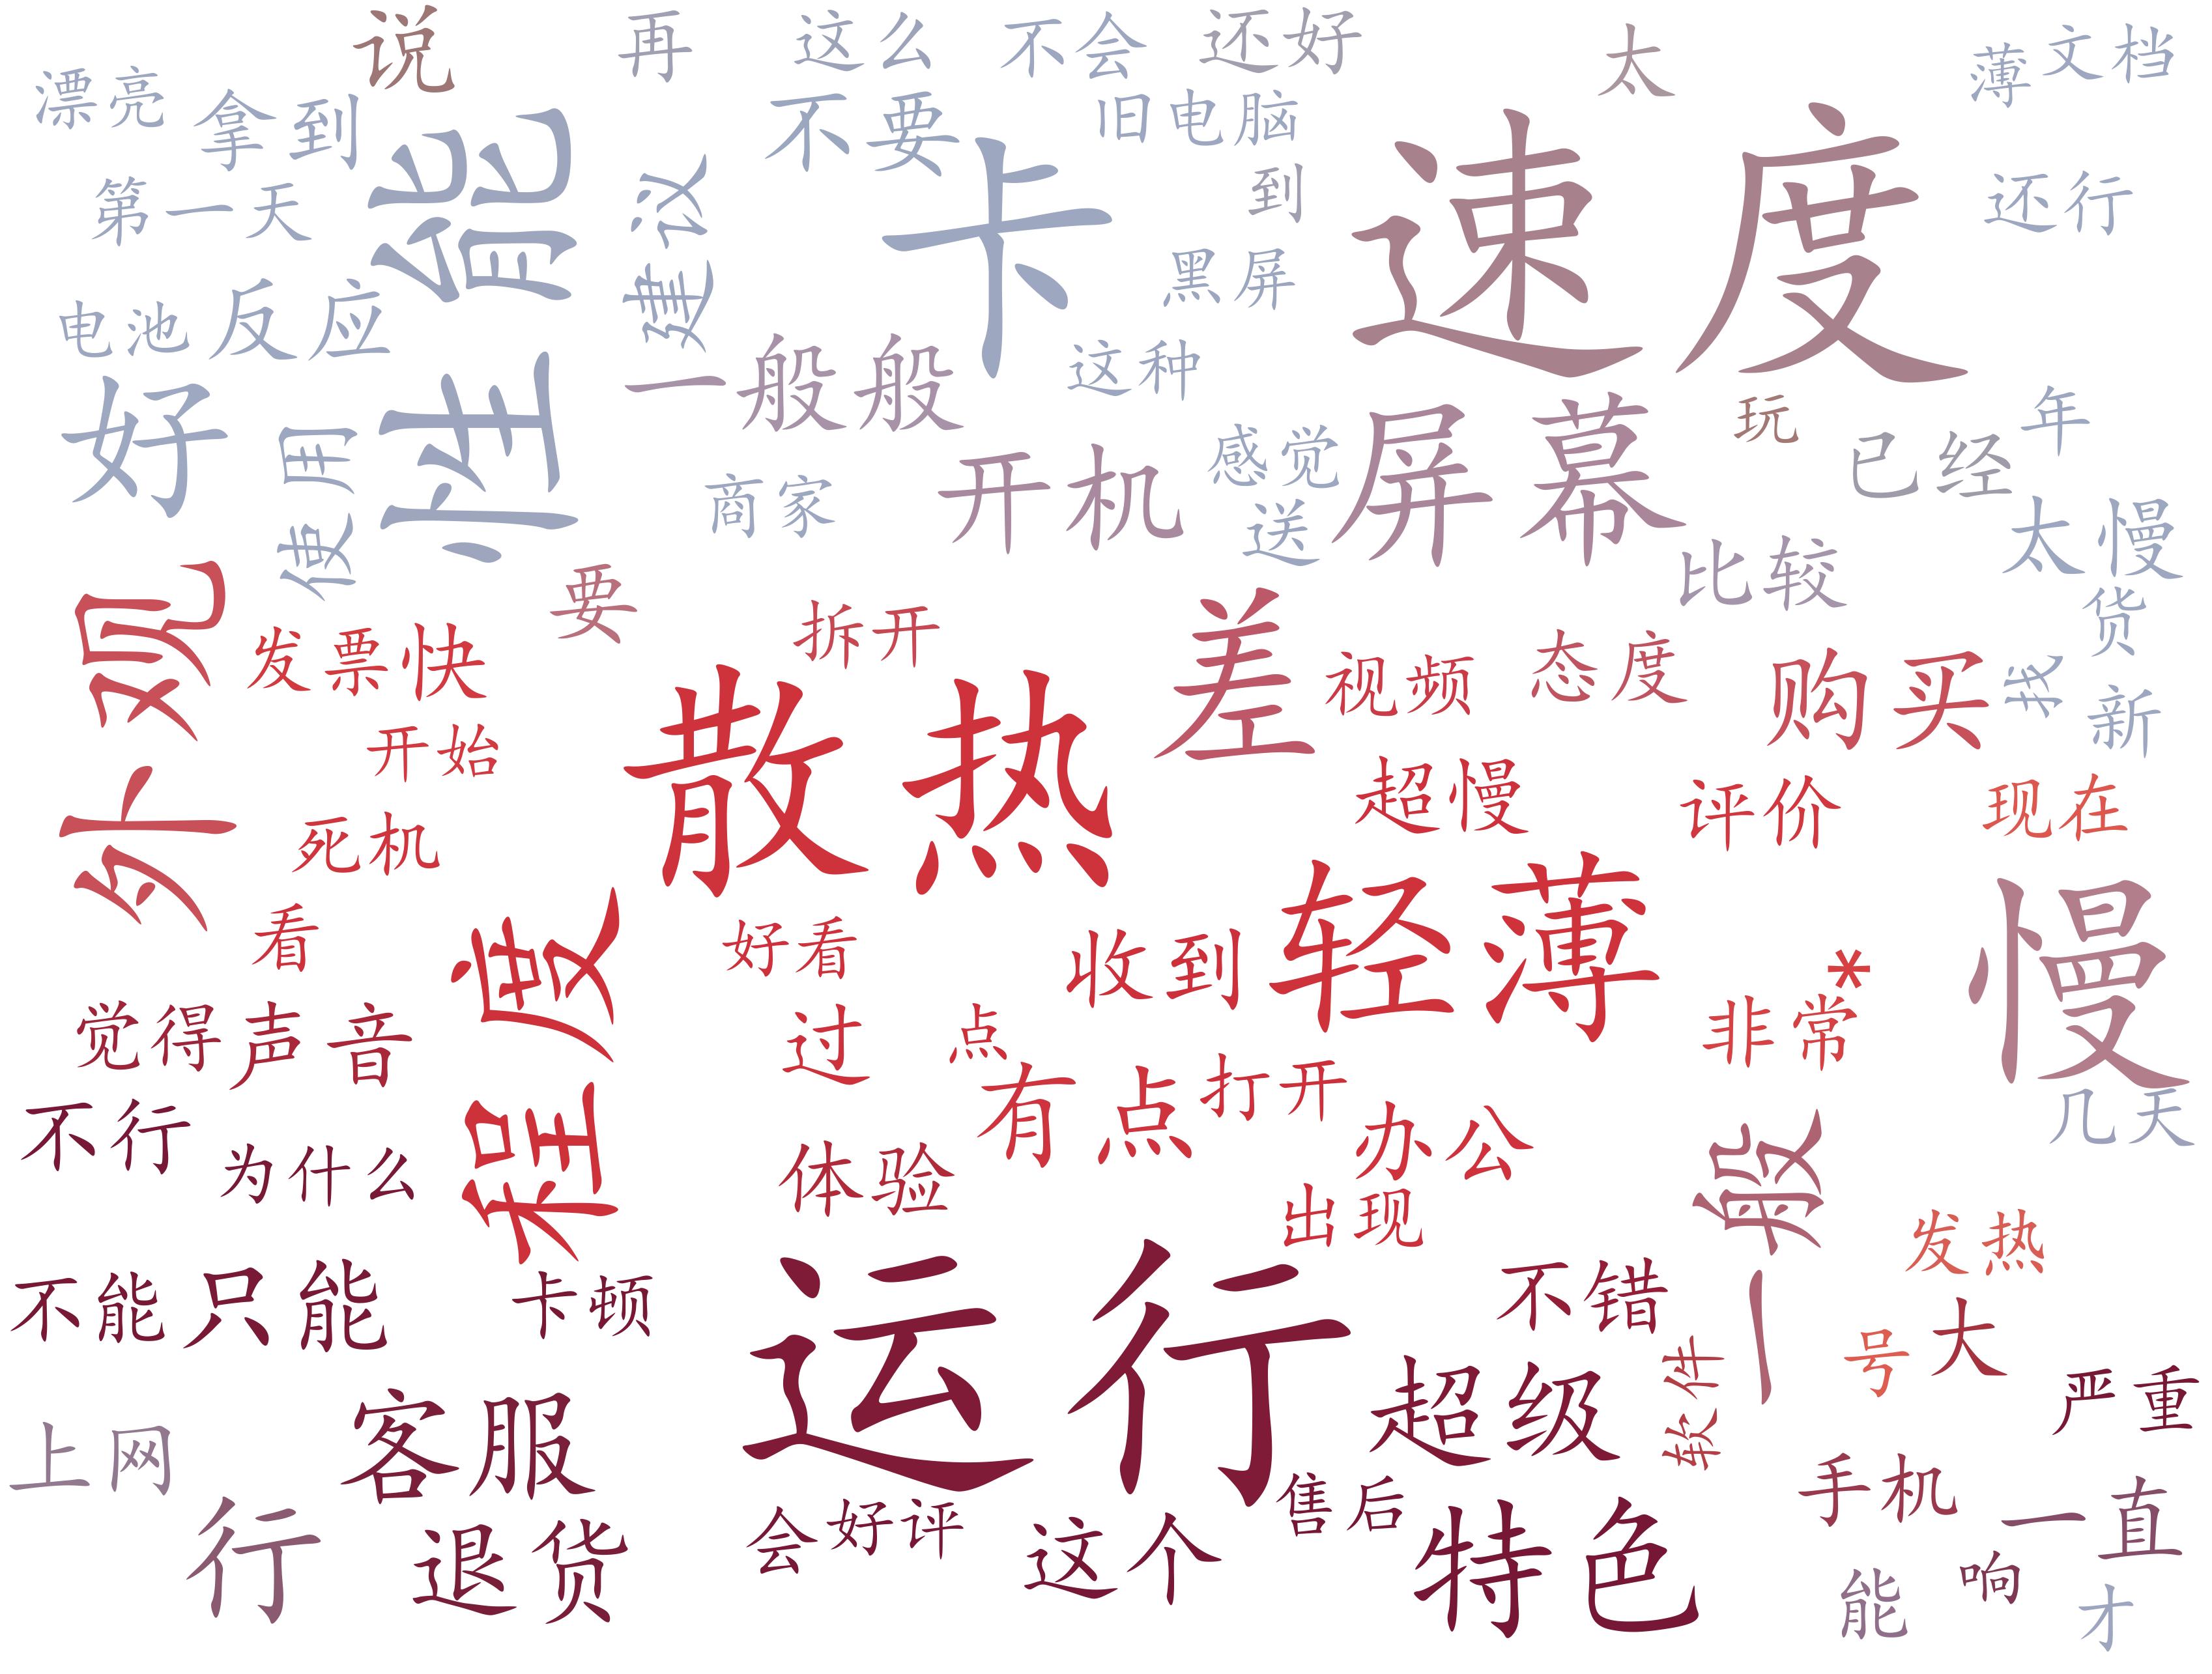 说
再
这么
不会
还好
大
薄
文档
漂亮
拿到
不要
旧电脑
速度
性能
卡
第一天
到
还行
喜欢
黑屏
电池
反应
一般般
这种
好
玩
年
使用
感觉
屏幕
已经
商家
开机
送
太慢
比较
外观
要
货
发票
快
拆开
差
视频
态度
购买
开始
散热
新
超慢
评价
现在
死机
慢
看
程度
好看
收到
轻薄
*
觉得
声音
过
点
非常
有点
打开
几天
不行
为什么
体验
办公
一般
出现
发热
不能
只能
卡顿
运行
不错
号
太
超级
严重
客服
上网
手机
售后
特色
行
退货
会
好评
这个
一直
能
响
才